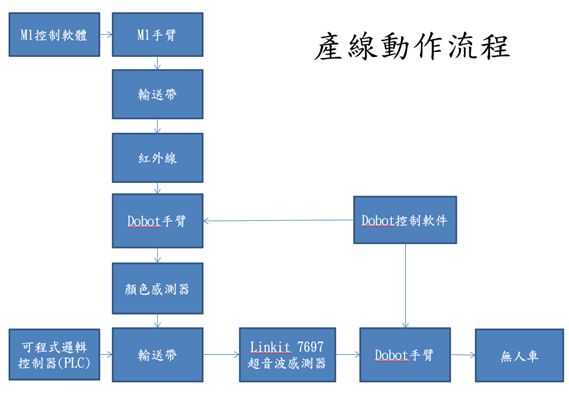 產線動作流程
M1控制軟體
M1手臂
輸送帶
紅外線
Dobot手臂
Dobot控制軟件
顏色感測器
可程式邏輯
控制器(PLC)
輸送帶
Linkit 7697
超音波感測器
Dobot手臂
無人車